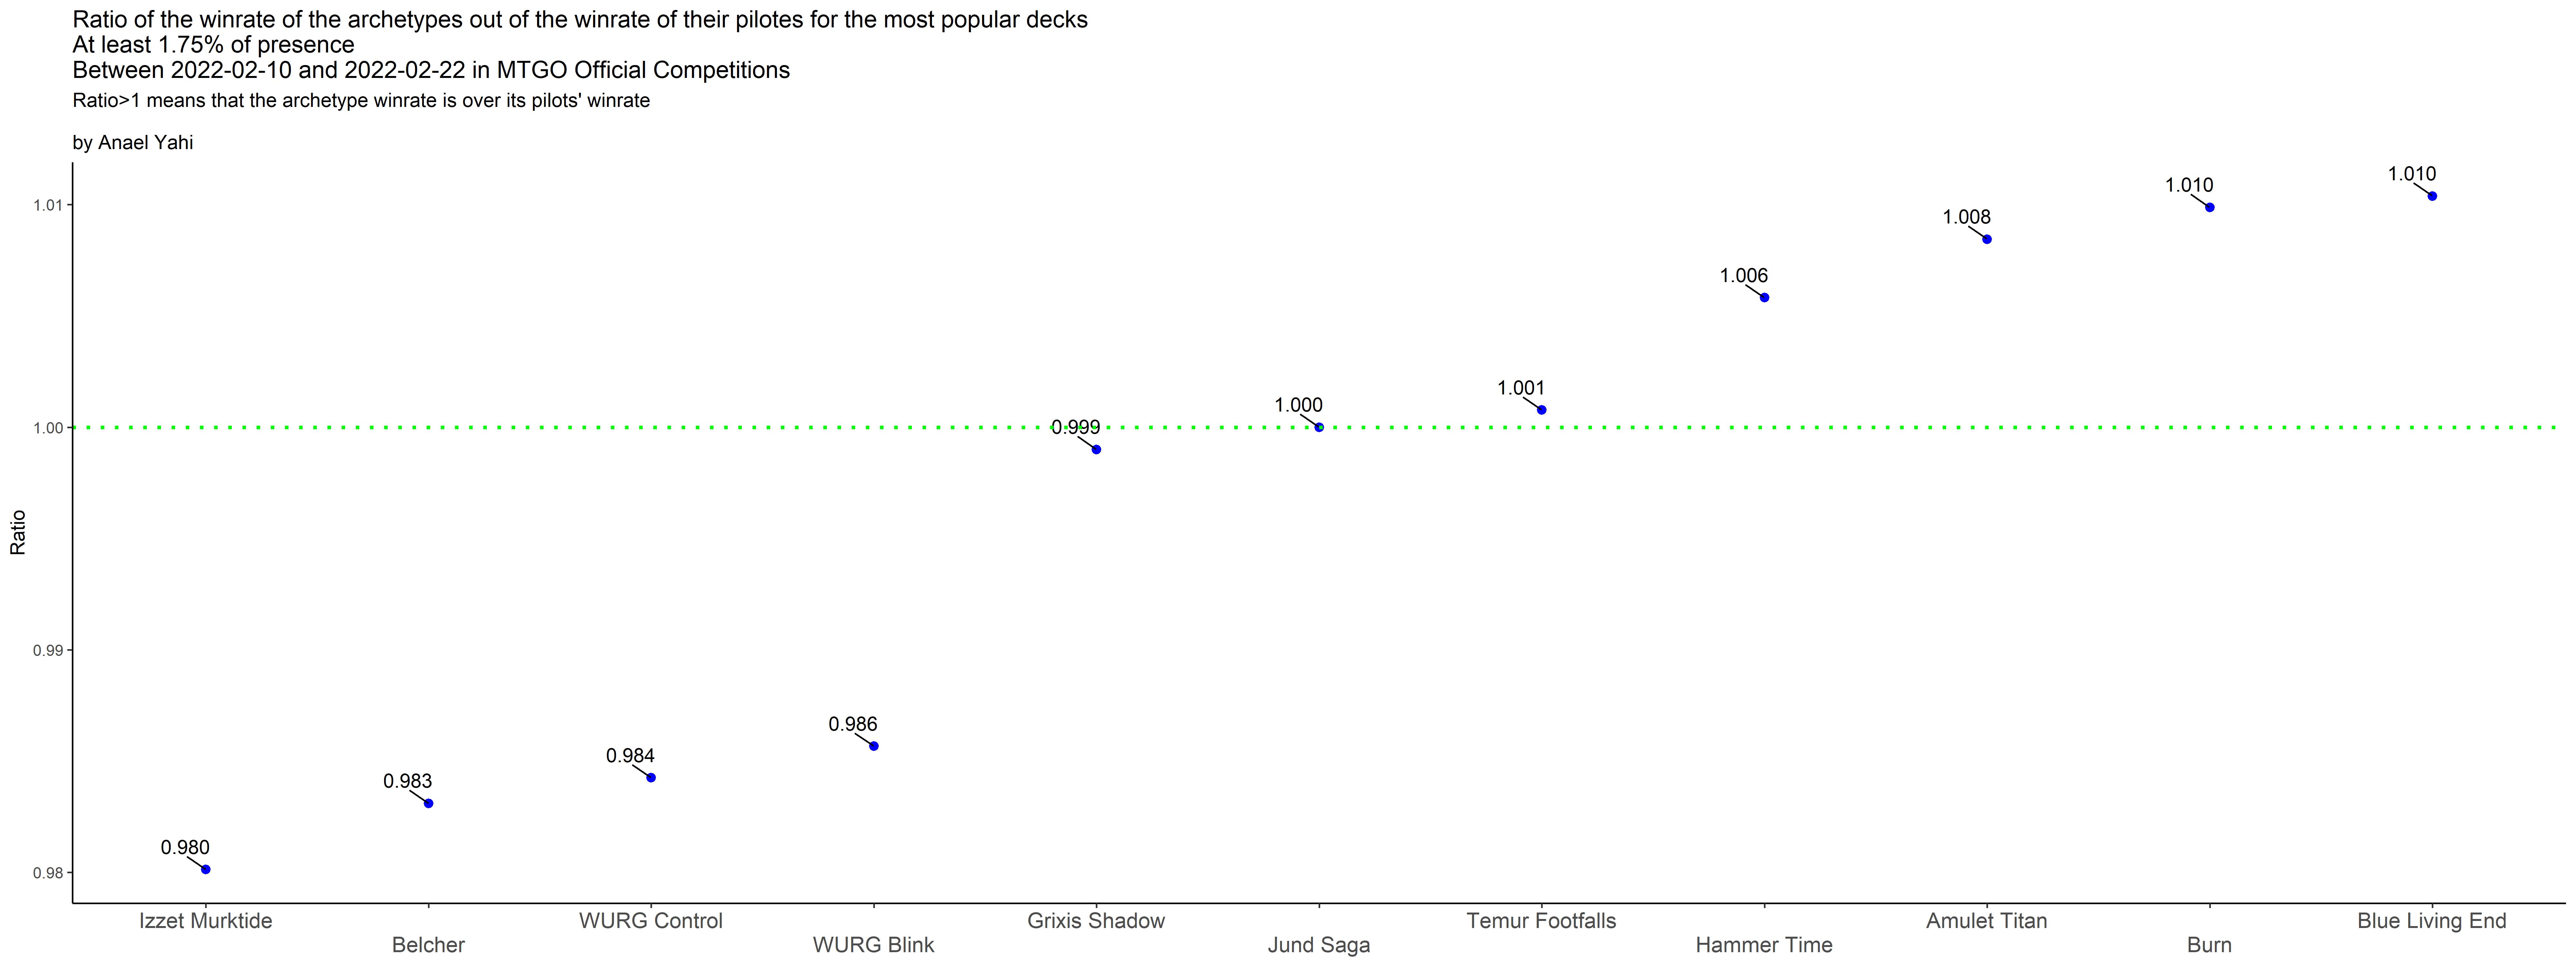 Ratio of the winrate of the archetypes out of the winrate of their pilotes for the most popular decks
At least 1.75% of presence
Between 2022-02-10 and 2022-02-22 in MTGO Official Competitions
Ratio>1 means that the archetype winrate is over its pilots' winrate
by Anael Yahi
Ratio
1.01
1.00
0.99
0.98
0.980
0.983
0.984
0.986
0.999
1.000
1.001
1.006
1.008
1.010
1.010
Izzet Murktide
Belcher
WURG Control
WURG Blink
Grixis Shadow
Jund Saga
Temur Footfalls
Hammer Time
Amulet Titan
Burn
Blue Living End